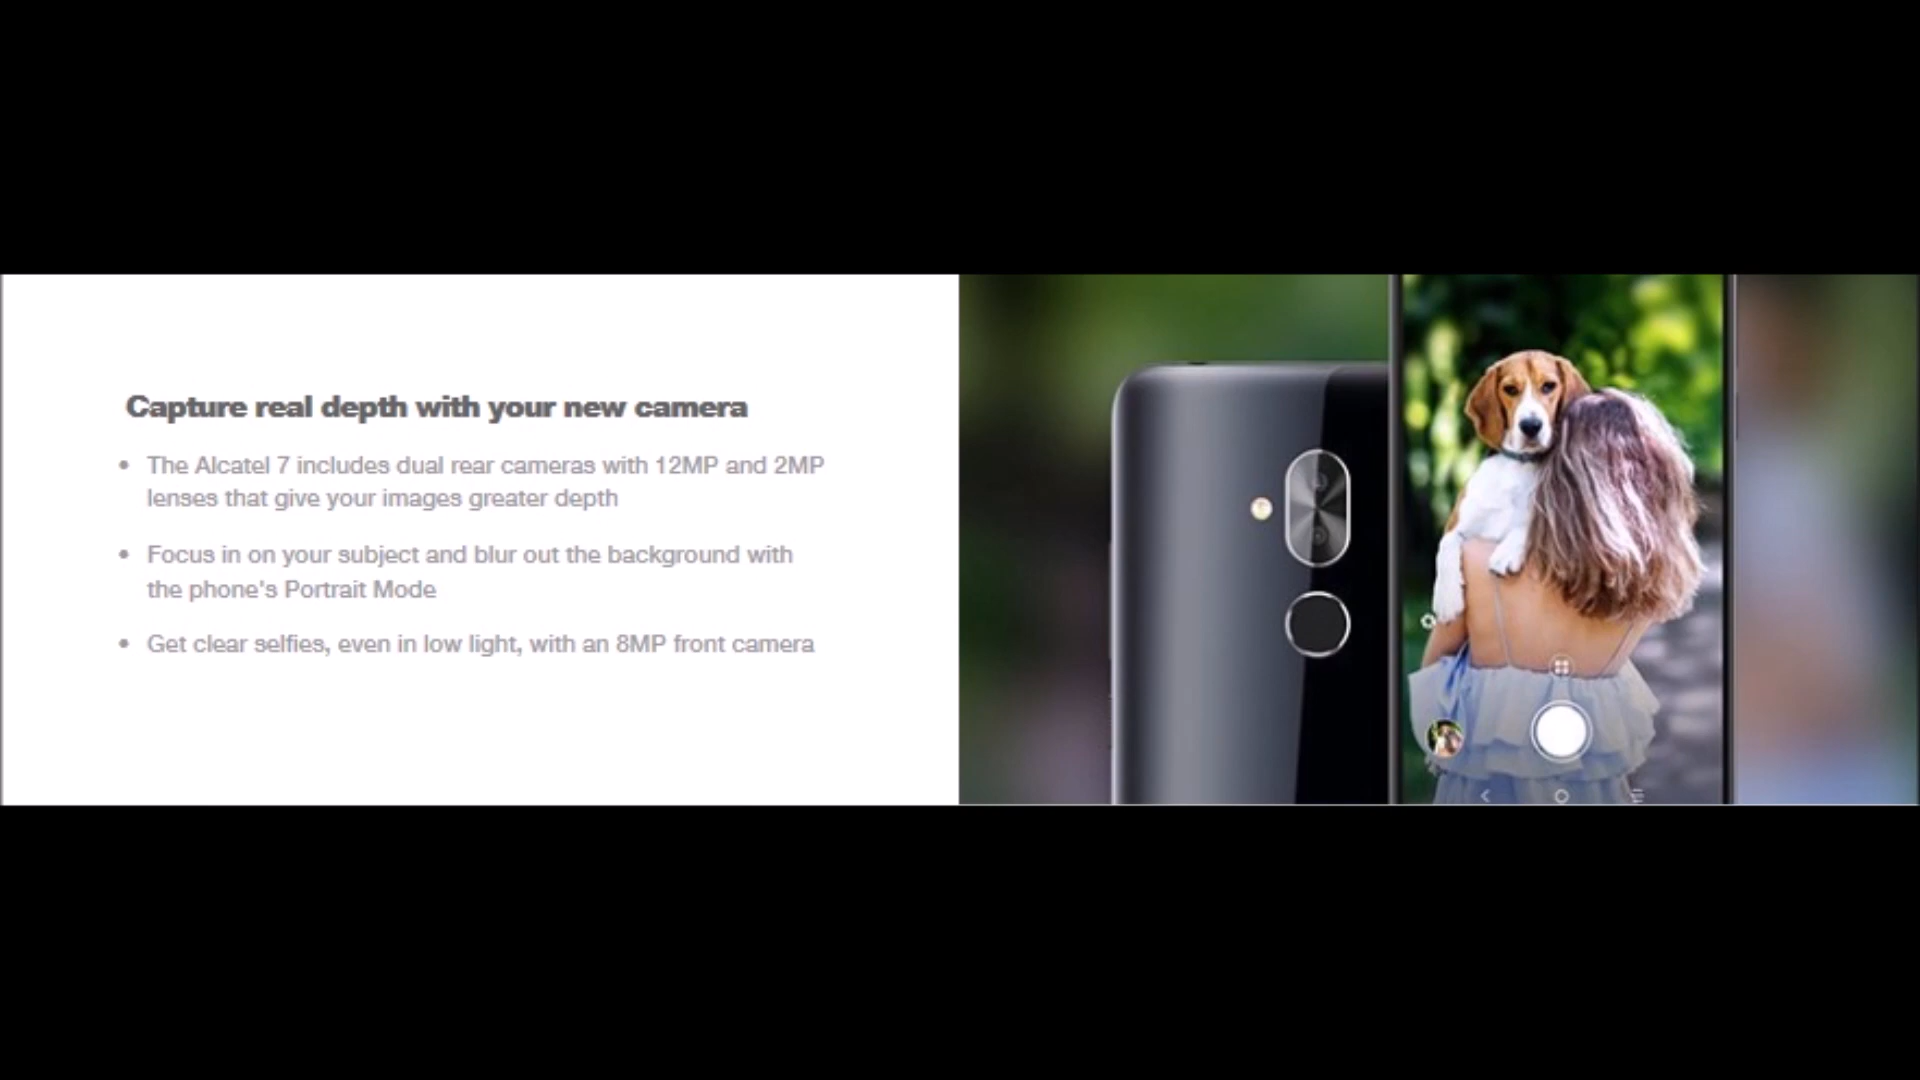 Capture real depth with your new camera
• The Alcatel 7 includes dual rear cameras with 12MP and 2MP
lenses that give your images greater depth
• Focus in on your subject and blur out the background with
the phone's Portrait Mode
• Get clear selfies, even in low light, with an 8MP front camera